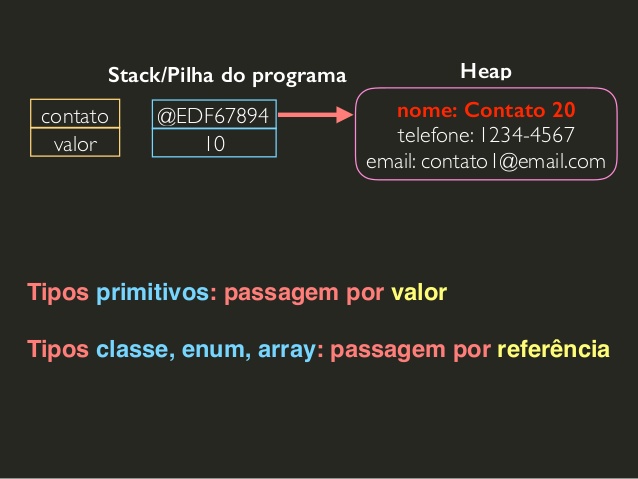 Stack/Pilha do programa
Heap
contato
@EDF67894
nome: Contato 20
valor
10
telefone: 1234-4567
email: contato1@email.com
Tipos primitivos: passagem por valor
Tipos classe, enum, array: passagem por referência